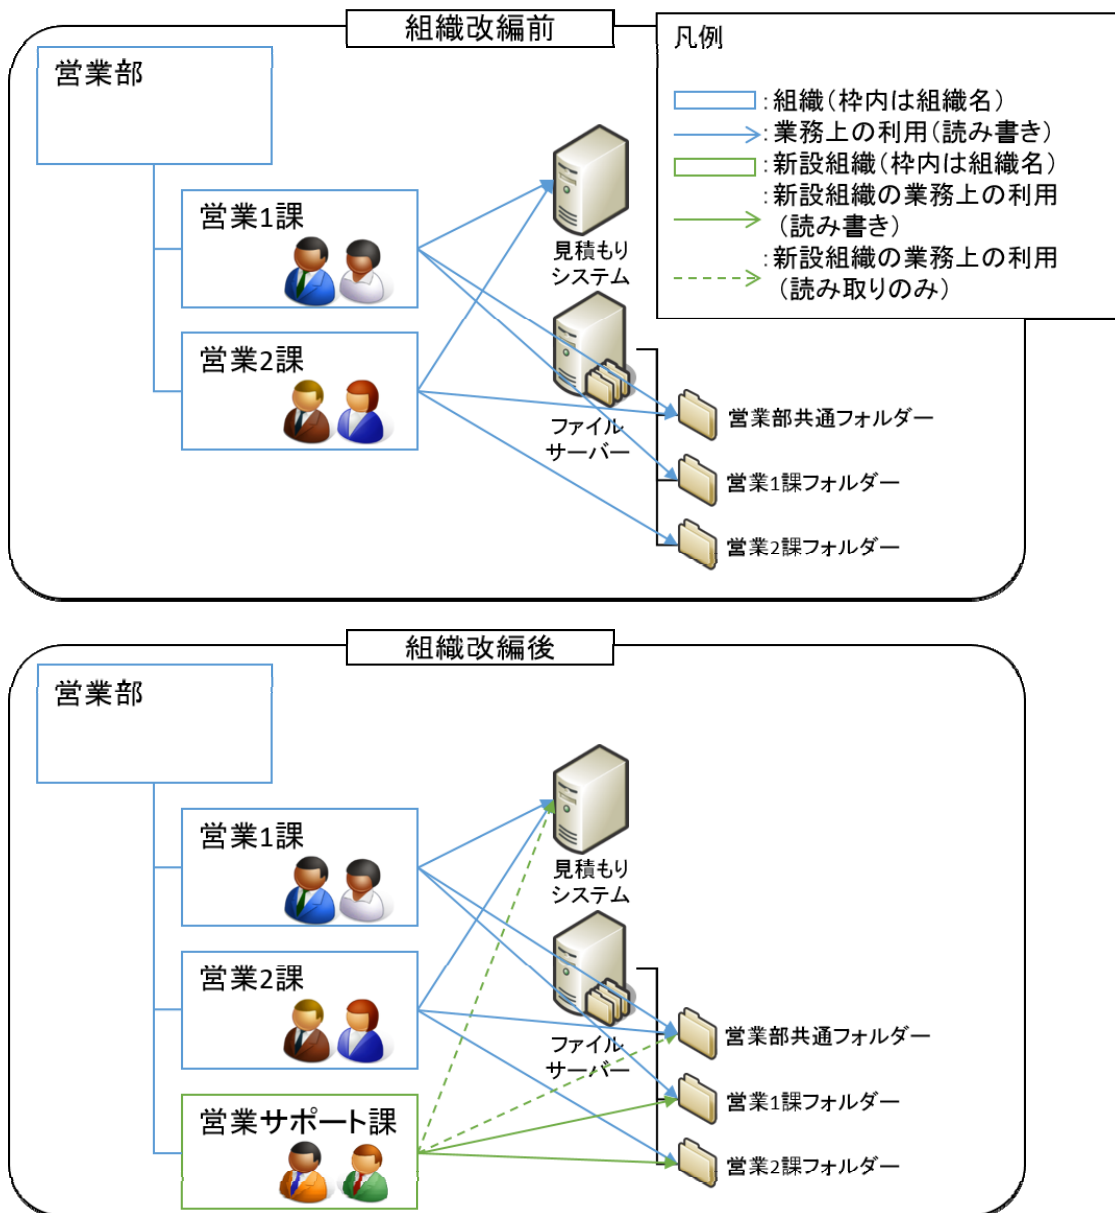 組織改編前
凡例
：組織（枠内は組織名）
：業務上の利用（読み書き）
：新設組織（枠内は組織名）
：新設組織の業務上の利用
（読み書き）
：新設組織の業務上の利用
（読み取りのみ）
営業部
営業1課
営業2課
見積もり
システム
ファイル
サーバー
営業部共通フォルダー
営業1課フォルダー
営業2課フォルダー
組織改編後
営業部
営業1課
営業2課
営業サポート課
見積もり
システム
ファイル
サーバー
営業部共通フォルダー
営業1課フォルダー
営業2課フォルダー